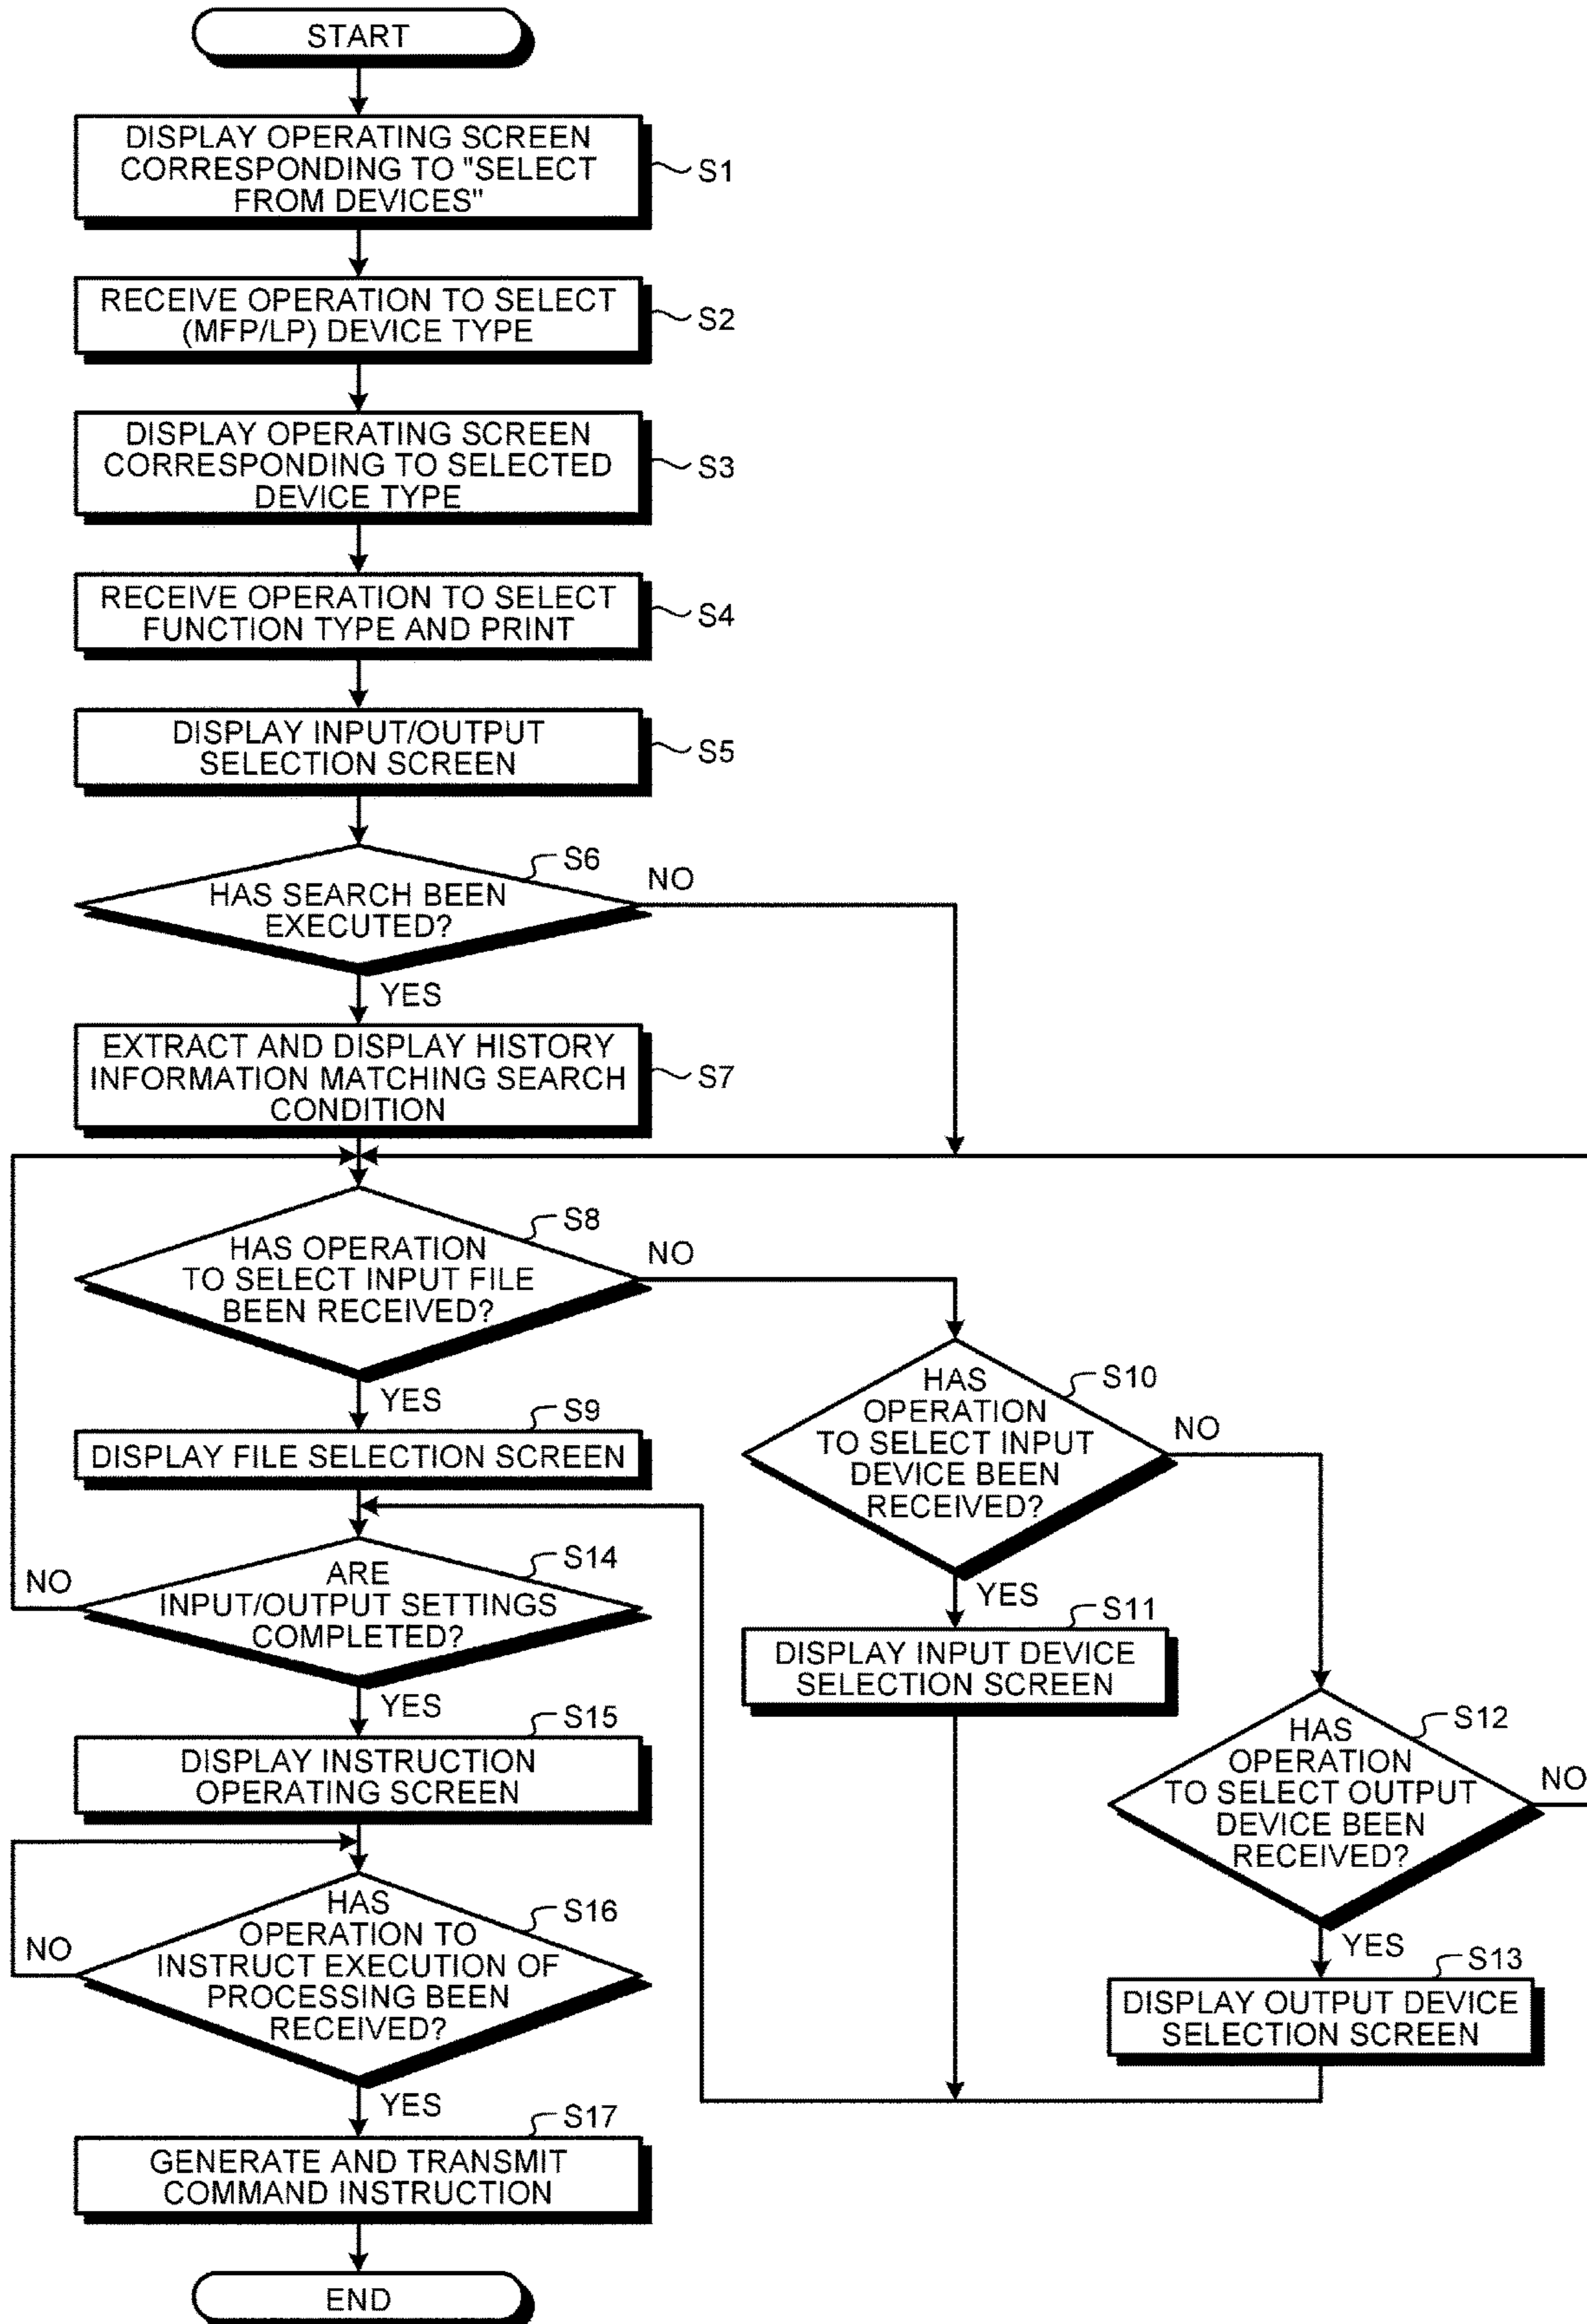 START
DISPLAY OPERATING SCREEN
CORRESPONDING TO "SELECT
FROM DEVICES"
S1
RECEIVE OPERATION TO SELECT
(MFP/LP) DEVICE TYPE
S2
DISPLAY OPERATING SCREEN
CORRESPONDING TO SELECTED
DEVICE TYPE
S3
RECEIVE OPERATION TO SELECT
FUNCTION TYPE AND PRINT
S4
DISPLAY INPUT/OUTPUT
SELECTION SCREEN
S5
S6
HAS SEARCH BEEN
EXECUTED?
NO
YES
EXTRACT AND DISPLAY HISTORY
INFORMATION MATCHING SEARCH
CONDITION
S7
S8
HAS OPERATION
TO SELECT INPUT FILE
BEEN RECEIVED?
NO
YES
S9
DISPLAY FILE SELECTION SCREEN
S10
HAS
OPERATION
TO SELECT INPUT
DEVICE BEEN
RECEIVED?
NO
YES
S11
DISPLAY INPUT DEVICE
SELECTION SCREEN
S12
HAS
OPERATION
TO SELECT OUTPUT
DEVICE BEEN
RECEIVED?
NO
YES
S13
DISPLAY OUTPUT DEVICE
SELECTION SCREEN
S14
ARE
INPUT/OUTPUT SETTINGS
COMPLETED?
NO
YES
S15
DISPLAY INSTRUCTION
OPERATING SCREEN
S16
HAS
OPERATION TO
INSTRUCT EXECUTION OF
PROCESSING BEEN
RECEIVED?
NO
YES
S17
GENERATE AND TRANSMIT
COMMAND INSTRUCTION
END